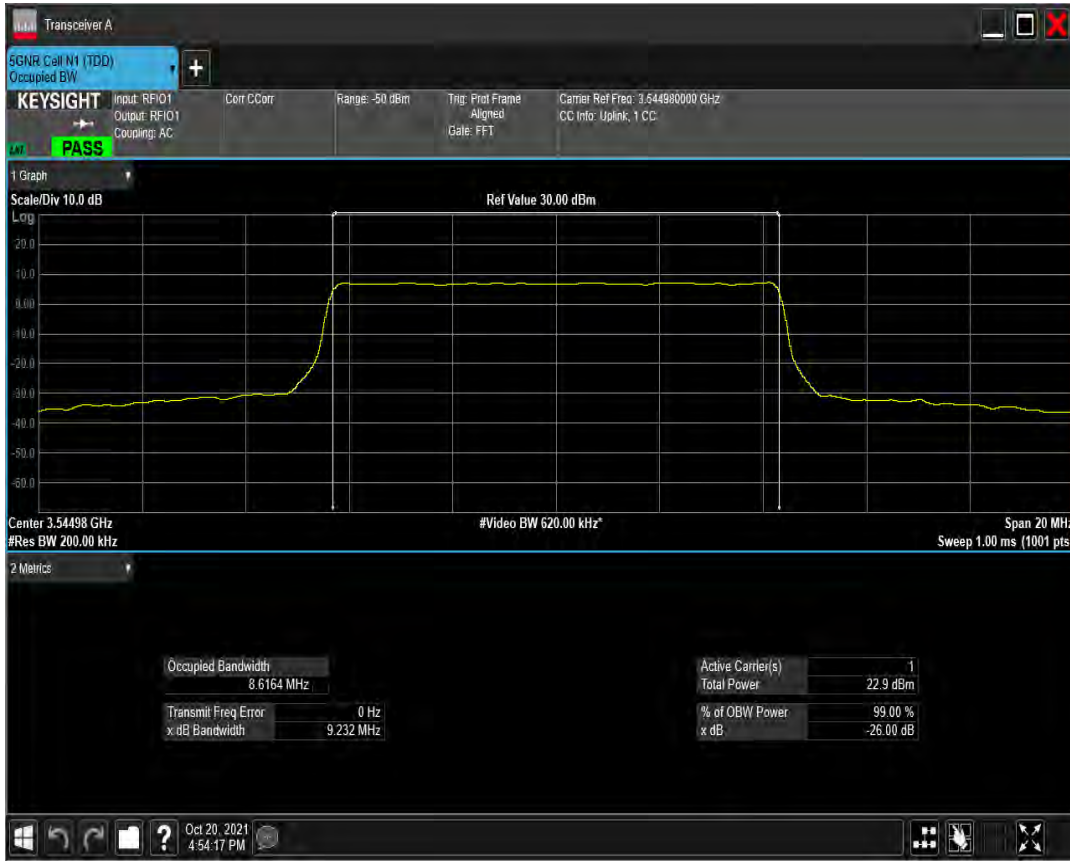 Transceiver A
5GNR Cell N1 (TDD)
Occupied BW
+
KEYSIGHT
Input: RFIO1
Output: RFIO1
Coupling: AC
Corr CCorr
Range: -50 dBm
Trig: Prot Frame
Aligned
Gate: FFT
Carrier Ref Freq: 3.544980000 GHz
CC Info: Uplink, 1 CC
PASS
1 Graph
Scale/Div 10.0 dB
Ref Value 30.00 dBm
Log
20.0
10.0
0.00
-10.0
-20.0
-30.0
-40.0
-50.0
-60.0
Center 3.54498 GHz
#Video BW 620.00 kHz*
Span 20 MHz
#Res BW 200.00 kHz
Sweep 1.00 ms (1001 pts
2 Metrics
Occupied Bandwidth
8.6164 MHz
Transmit Freq Error 0 Hz
x dB Bandwidth 9.232 MHz
Active Carrier(s) 1
Total Power 22.9 dBm
% of OBW Power 99.00 %
x dB -26.00 dB
?
Oct 20, 2021
4:54:17 PM